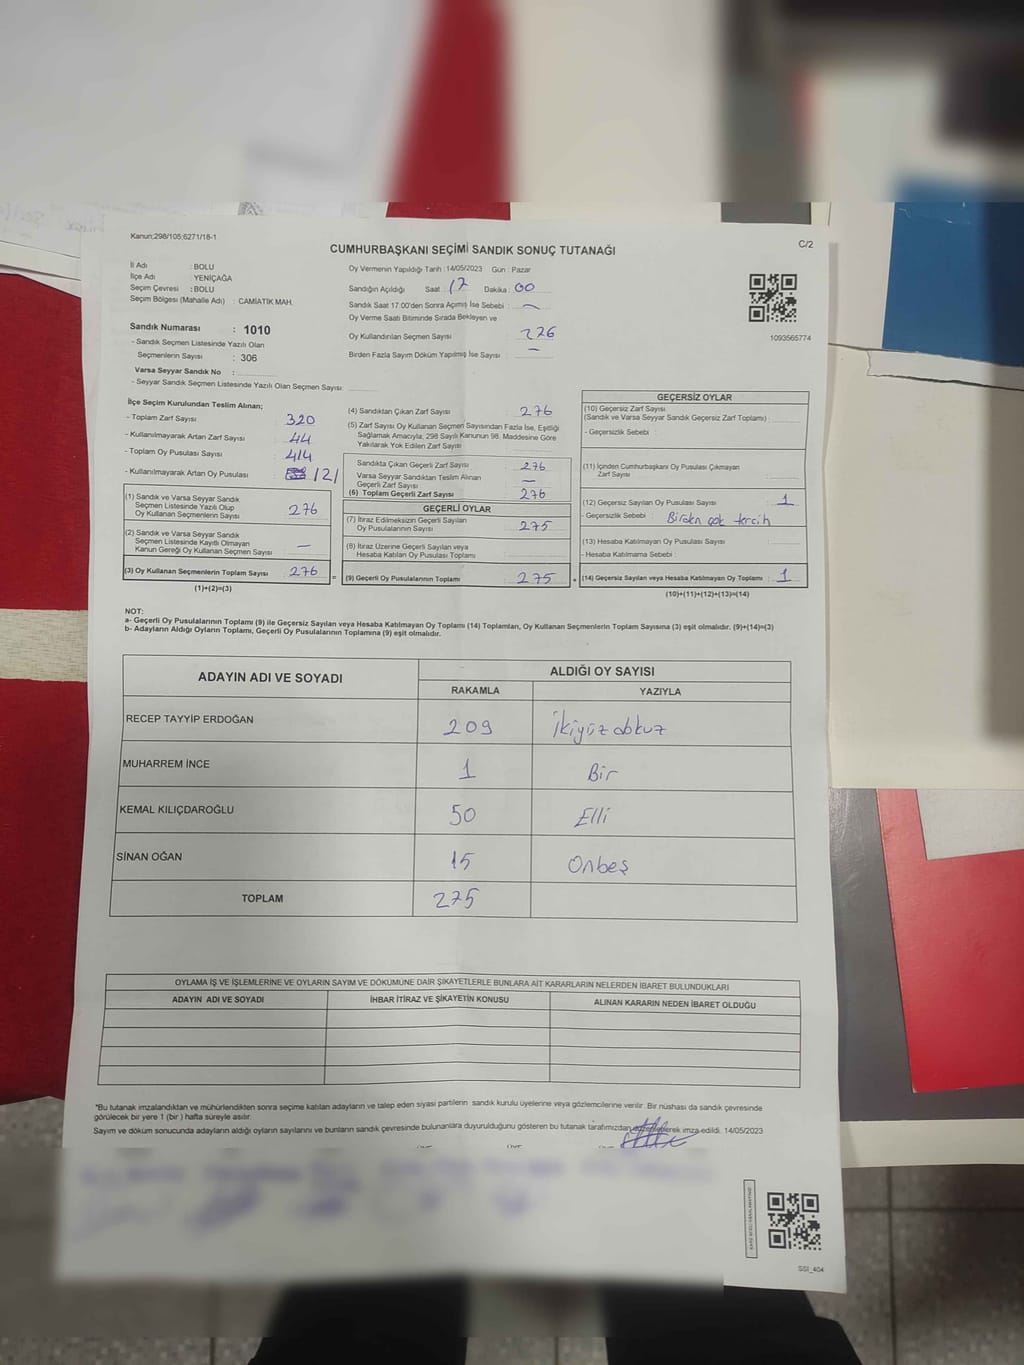 Kanun;298/105;6271/18-1
C/2
CUMHURBAŞKANI SEÇİMİ SANDIK SONUÇ TUTANAĞI
İli Adı : BOLU
İlçe Adı : YENİÇAĞA
Seçim Çevresi : BOLU
Seçim Bölgesi (Mahalle Adı) : CAMİATİK MAH.
Oy Vermenin Yapıldığı Tarih :14/05/2023 Gün : Pazar
Sandığın Açıldığı Saat : 17 Dakika : 00
Sandık Saat 17:00'den Sonra Açımış İse Sebebi : —
Oy Verme Saati Bitiminde Sırada Bekleyen ve
Oy Kullandırılan Seçmen Sayısı 276
Birden Fazla Sayım Döküm Yapılmış İse Sayısı : —
1093565774
Sandık Numarası : 1010
- Sandık Seçmen Listesinde Yazılı Olan
Seçmenlerin Sayısı : 306
Varsa Seyyar Sandık No :
- Seyyar Sandık Seçmen Listesinde Yazılı Olan Seçmen Sayısı:
İlçe Seçim Kurulundan Teslim Alınan;
- Toplam Zarf Sayısı 320
- Kullanılmayarak Artan Zarf Sayısı : 44
- Toplam Oy Pusulası Sayısı : 414
- Kullanılmayarak Artan Oy Pusulası
(1) Sandık ve Varsa Seyyar Sandık
Seçmen Listesinde Yazılı Olup
Oy Kullanan Seçmenlerin Sayısı 276
(2) Sandık ve Varsa Seyyar Sandık
Seçmen Listesinde Kayıtlı Olmayan
Kanun Gereği Oy Kullanan Seçmen Sayısı —
(3) Oy Kullanan Seçmenlerin Toplam Sayısı : 276
(1)+(2)=(3)
=
(4) Sandıktan Çıkan Zarf Sayısı : 276
(5) Zarf Sayısı Oy Kullanan Seçmen Sayısından Fazla İse, Eşitliği
Sağlamak Amacıyla, 298 Sayılı Kanunun 98. Maddesine Göre
Yakılarak Yok Edilen Zarf Sayısı
Sandıkta Çıkan Geçerli Zarf Sayısı : 276
Varsa Seyyar Sandıktan Teslim Alınan
Geçerli Zarf Sayısı —
(6) Toplam Geçerli Zarf Sayısı : 276
GEÇERLİ OYLAR
(7) İtiraz Edilmeksizin Geçerli Sayılan
Oy Pusulalarının Sayısı : 275
(8) İtiraz Üzerine Geçerli Sayılan veya
Hesaba Katılan Oy Pusulası Toplamı
(9) Geçerli Oy Pusulalarının Toplamı : 275
+
GEÇERSİZ OYLAR
(10) Geçersiz Zarf Sayısı
(Sandık ve Varsa Seyyar Sandık Geçersiz Zarf Toplamı)
- Geçersizlik Sebebi :
(11) İçinden Cumhurbaşkanı Oy Pusulası Çıkmayan
Zarf Sayısı
(12) Geçersiz Sayılan Oy Pusulası Sayısı : 1
- Geçersizlik Sebebi : Birden çok tercih
(13) Hesaba Katılmayan Oy Pusulası Sayısı
- Hesaba Katılmama Sebebi :
(14) Geçersiz Sayılan veya Hesaba Katılmayan Oy Toplamı : 1
(10)+(11)+(12)+(13)=(14)
NOT:
a- Geçerli Oy Pusulalarının Toplamı (9) ile Geçersiz Sayılan veya Hesaba Katılmayan Oy Toplamı (14) Toplamları, Oy Kullanan Seçmenlerin Toplam Sayısına (3) eşit olmalıdır. (9)+(14)=(3)
b- Adayların Aldığı Oyların Toplamı, Geçerli Oy Pusulalarının Toplamına (9) eşit olmalıdır.
ADAYIN ADI VE SOYADI
ALDIĞI OY SAYISI
RAKAMLA YAZIYLA
RECEP TAYYİP ERDOĞAN 209 İkiyüz dokuz
MUHARREM İNCE 1 Bir
KEMAL KILIÇDAROĞLU 50 Elli
SİNAN OĞAN 15 Onbeş
TOPLAM 275
OYLAMA İŞ VE İŞLEMLERİNE VE OYLARIN SAYIM VE DÖKÜMÜNE DAİR ŞİKAYETLERLE BUNLARA AİT KARARLARIN NELERDEN İBARET BULUNDUKLARI
ADAYIN ADI VE SOYADI İHBAR İTİRAZ VE ŞİKAYETİN KONUSU ALINAN KARARIN NEDEN İBARET OLDUĞU
*Bu tutanak imzalandıktan ve mühürlendikten sonra seçime katılan adayların ve talep eden siyasi partilerin sandık kurulu üyelerine veya gözlemcilerine verilir. Bir nüshası da sandık çevresinde
görülecek bir yere 1 (bir ) hafta süreyle asılır.
Sayım ve döküm sonucunda adayların aldığı oyların sayılarını ve bunların sandık çevresinde bulunanlara duyurulduğunu gösteren bu tutanak tarafımızdan düzenlenerek imza edildi. 14/05/2023
SSI_404